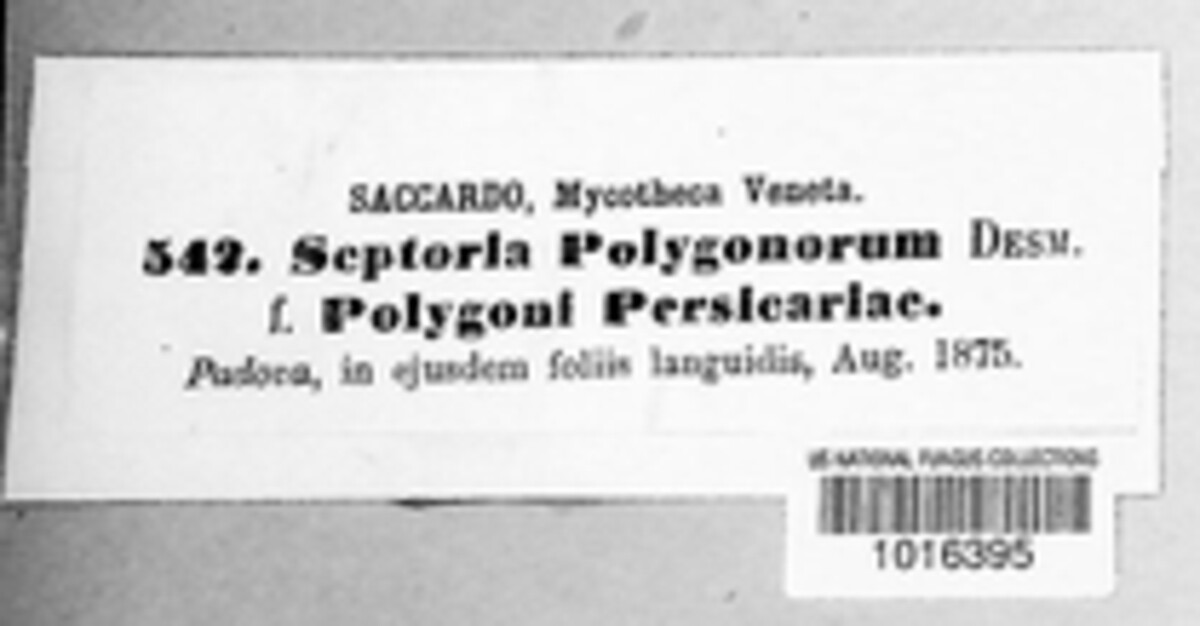 SACCARDO, Mycotheca Veneta.
542. Septoria Polygonorum DESM.
f. Polygoni Persicariae.
Padova, in ejusdem foliis languidis, Aug. 1875.
US NATIONAL FUNGUS COLLECTIONS
1016395